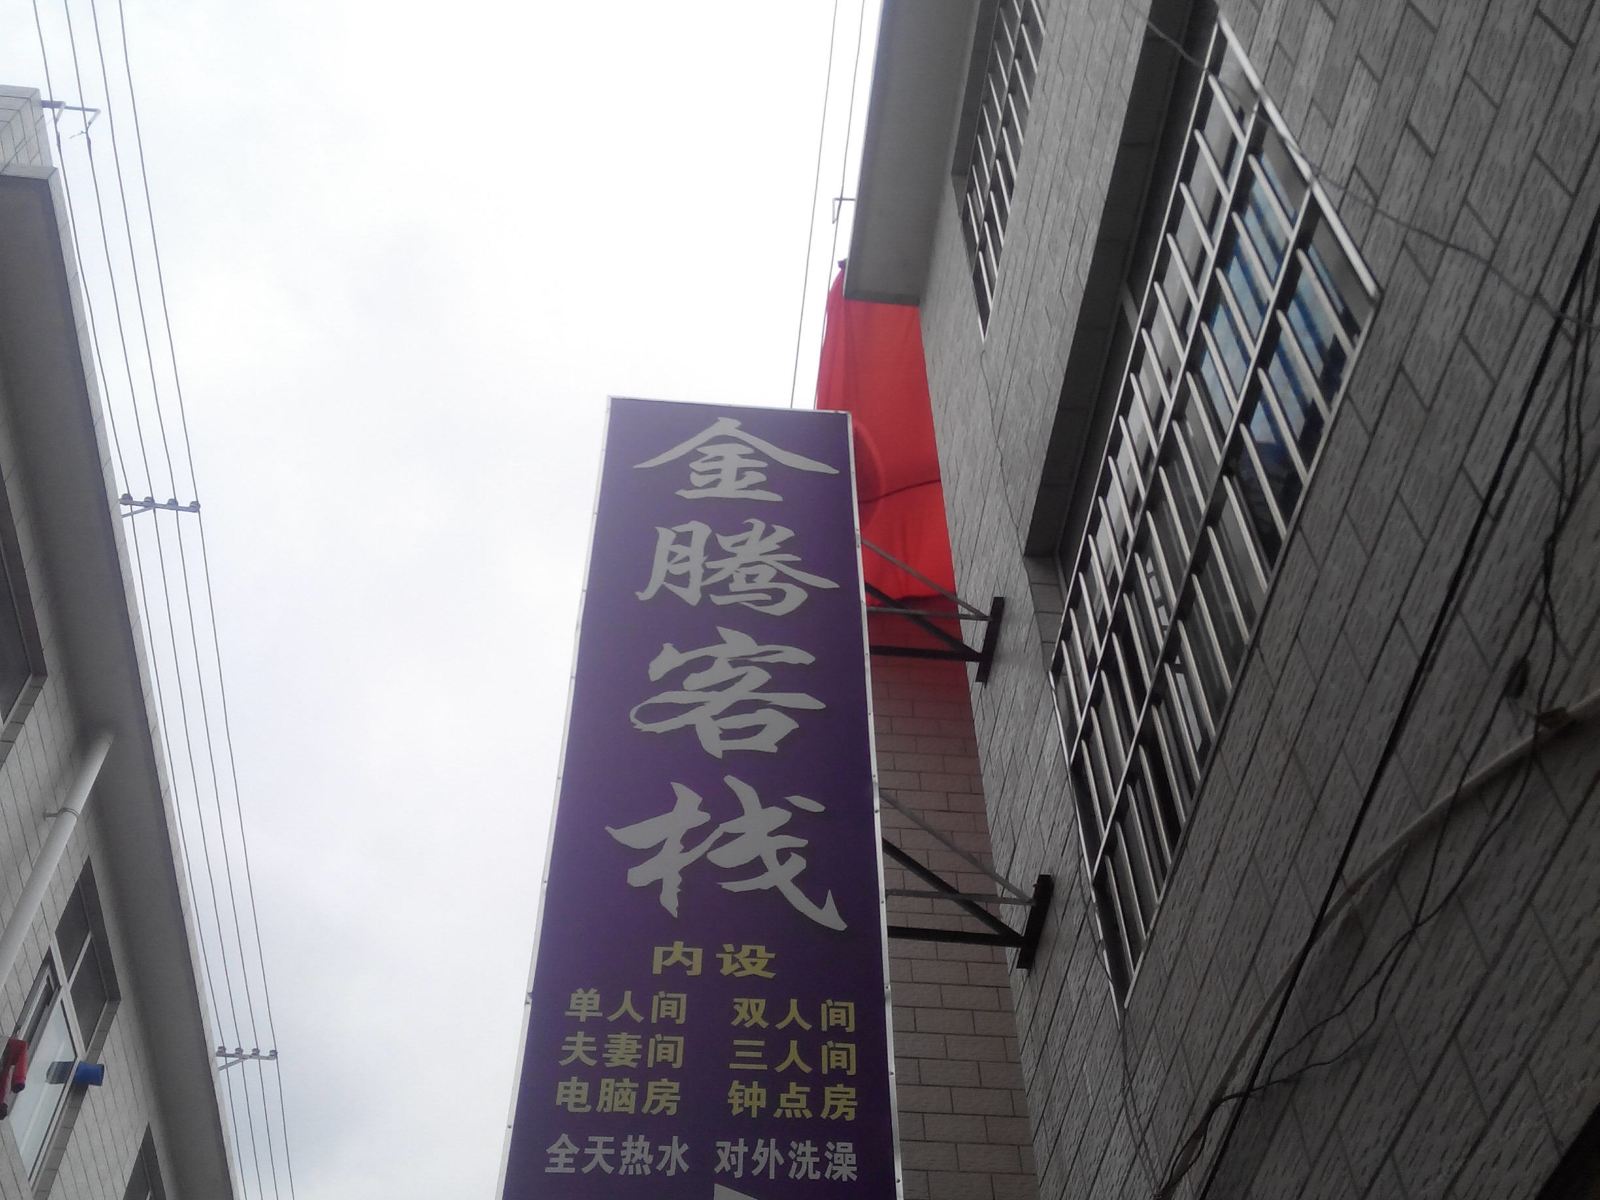 金腾客栈
内设
单人间 双人间
夫妻间 三人间
电脑房 钟点房
全天热水 对外洗澡